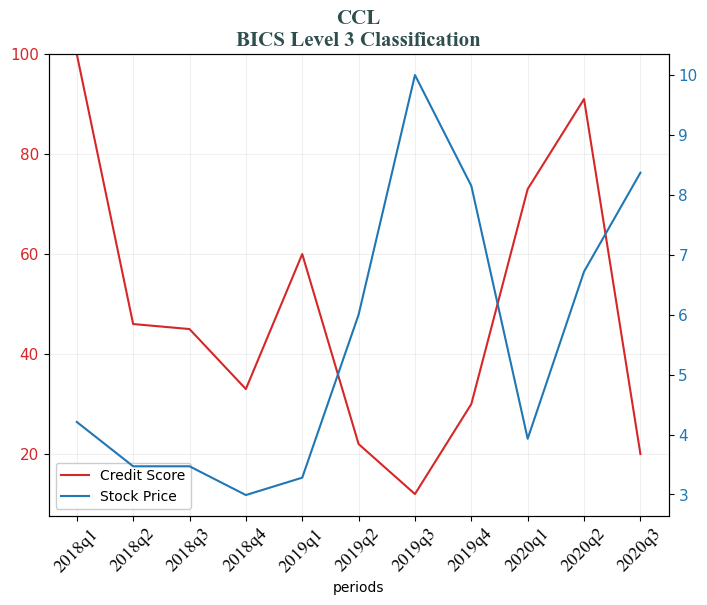 CCL
BICS Level 3 Classification
100
80
60
40
20
10
9
8
7
6
5
4
3
Credit Score
Stock Price
2018q1
2018q2
2018q3
2018q4
2019q1
2019q2
2019q3
2019q4
2020q1
2020q2
2020q3
periods